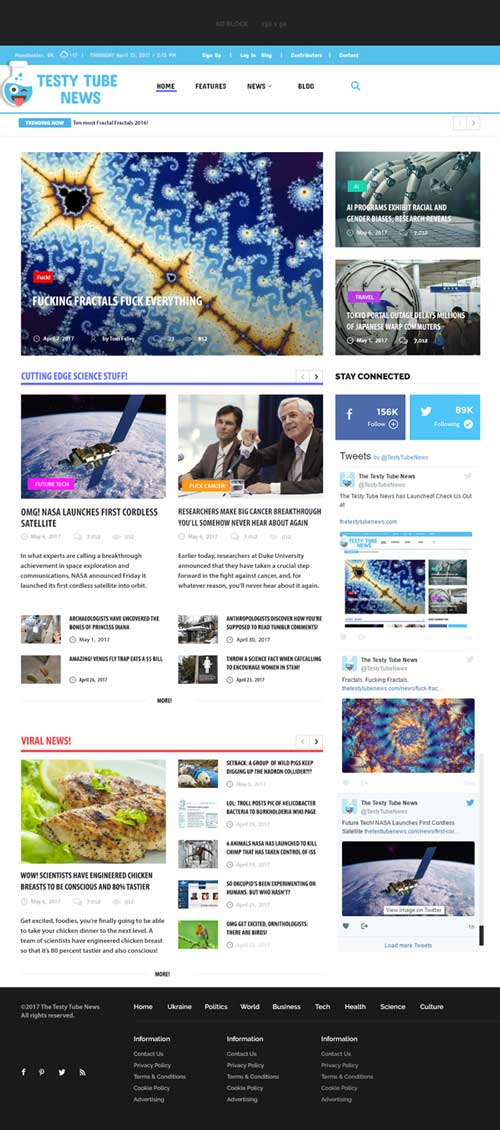 AD BLOCK
Manchester, UK +17 | THURSDAY April 13, 2017 / 2:13 PM Sign Up | Log In Blog | Contributors | Contact
TESTY TUBE
NEWS
HOME FEATURES NEWS BLOG
TRENDING NOW Ten most Fractal Fractals 2016!
Fuck!
FUCKING FRACTALS FUCK EVERYTHING
April 7, 2017 by Tom Foley 23 852
AI
AI PROGRAMS EXHIBIT RACIAL AND
GENDER BIASES, RESEARCH REVEALS
May 6, 2017 7,012
TRAVEL
TOKYO PORTAL OUTAGE DELAYS MILLIONS
OF JAPANESE WARP COMMUTERS
May 1, 2017 7,012
CUTTING EDGE SCIENCE STUFF!
FUTURE TECH
OMG! NASA LAUNCHES FIRST CORDLESS
SATELLITE
May 6, 2017 7,012 952
In what experts are calling a breakthrough
achievement in space exploration and
communications, NASA announced Friday it
launched its first cordless satellite into orbit.
FUCK CANCER
RESEARCHERS MAKE BIG CANCER BREAKTHROUGH
YOU'LL SOMEHOW NEVER HEAR ABOUT AGAIN
May 6, 2017 7,012 952
Earlier today, researchers at Duke University
announced that they have taken a crucial step
forward in the fight against cancer, and, for
whatever reason, you'll never hear about it again.
ARCHAEOLOGISTS HAVE UNCOVERED THE
BONES OF PRINCESS DIANA
May 1, 2017
ANTHROPOLOGISTS DISCOVER HOW YOU'RE
SUPPOSED TO READ TUMBLR COMMENTS!
April 30, 2017
AMAZING! VENUS FLY TRAP EATS A $5 BILL
April 26, 2017
THROW A SCIENCE FACT WHEN CATCALLING
TO ENCOURAGE WOMEN IN STEM!
April 23, 2017
MORE!
STAY CONNECTED
156K
Follow
89K
Following
Tweets by @TestyTubeNews
The Testy Tube News
@TestyTubeNews
The Testy Tube News has Launched! Check Us Out
at
thetestytubenews.com
The Testy Tube News
@TestyTubeNews
Fractals. Fucking Fractals.
thetestytubenews.com/news/fuck-frac...
The Testy Tube News
@TestyTubeNews
Future Tech! NASA Launches First Cordless
Satellite thetestytubenews.com/news/first-cor...
View image on Twitter
1h
Load more Tweets
VIRAL NEWS!
WOW! SCIENTISTS HAVE ENGINEERED CHICKEN
BREASTS TO BE CONSCIOUS AND 80% TASTIER
May 6, 2017 7,012 952
Get excited, foodies, you're finally going to be able
to take your chicken dinner to the next level. A
team of scientists have engineered chicken breast
so that it's 80 percent tastier and also conscious!
SETBACK: A GROUP OF WILD PIGS KEEP
DIGGING UP THE HADRON COLLIDER!?!?
May 5, 2017
LOL: TROLL POSTS PIC OF HELICOBACTER
BACTERIA TO BURKHOLDERIA WIKI PAGE
April 25, 2017
6 ANIMALS NASA HAS LAUNCHED TO KILL
CHIMP THAT HAS TAKEN CONTROL OF ISS
April 19, 2017
SO OKCUPID'S BEEN EXPERIMENTING ON
HUMANS. BUT WHO HASN'T?
April 23, 2017
OMG GET EXCITED, ORNITHOLOGISTS:
THERE ARE BIRDS!
April 23, 2017
MORE!
©2017 The Testy Tube News
All rights reserved.
Home Ukraine Politics World Business Tech Health Science Culture
Information Information Information
Contact Us Contact Us Contact Us
Privacy Policy Privacy Policy Privacy Policy
Terms & Conditions Terms & Conditions Terms & Conditions
Cookie Policy Cookie Policy Cookie Policy
Advertising Advertising Advertising